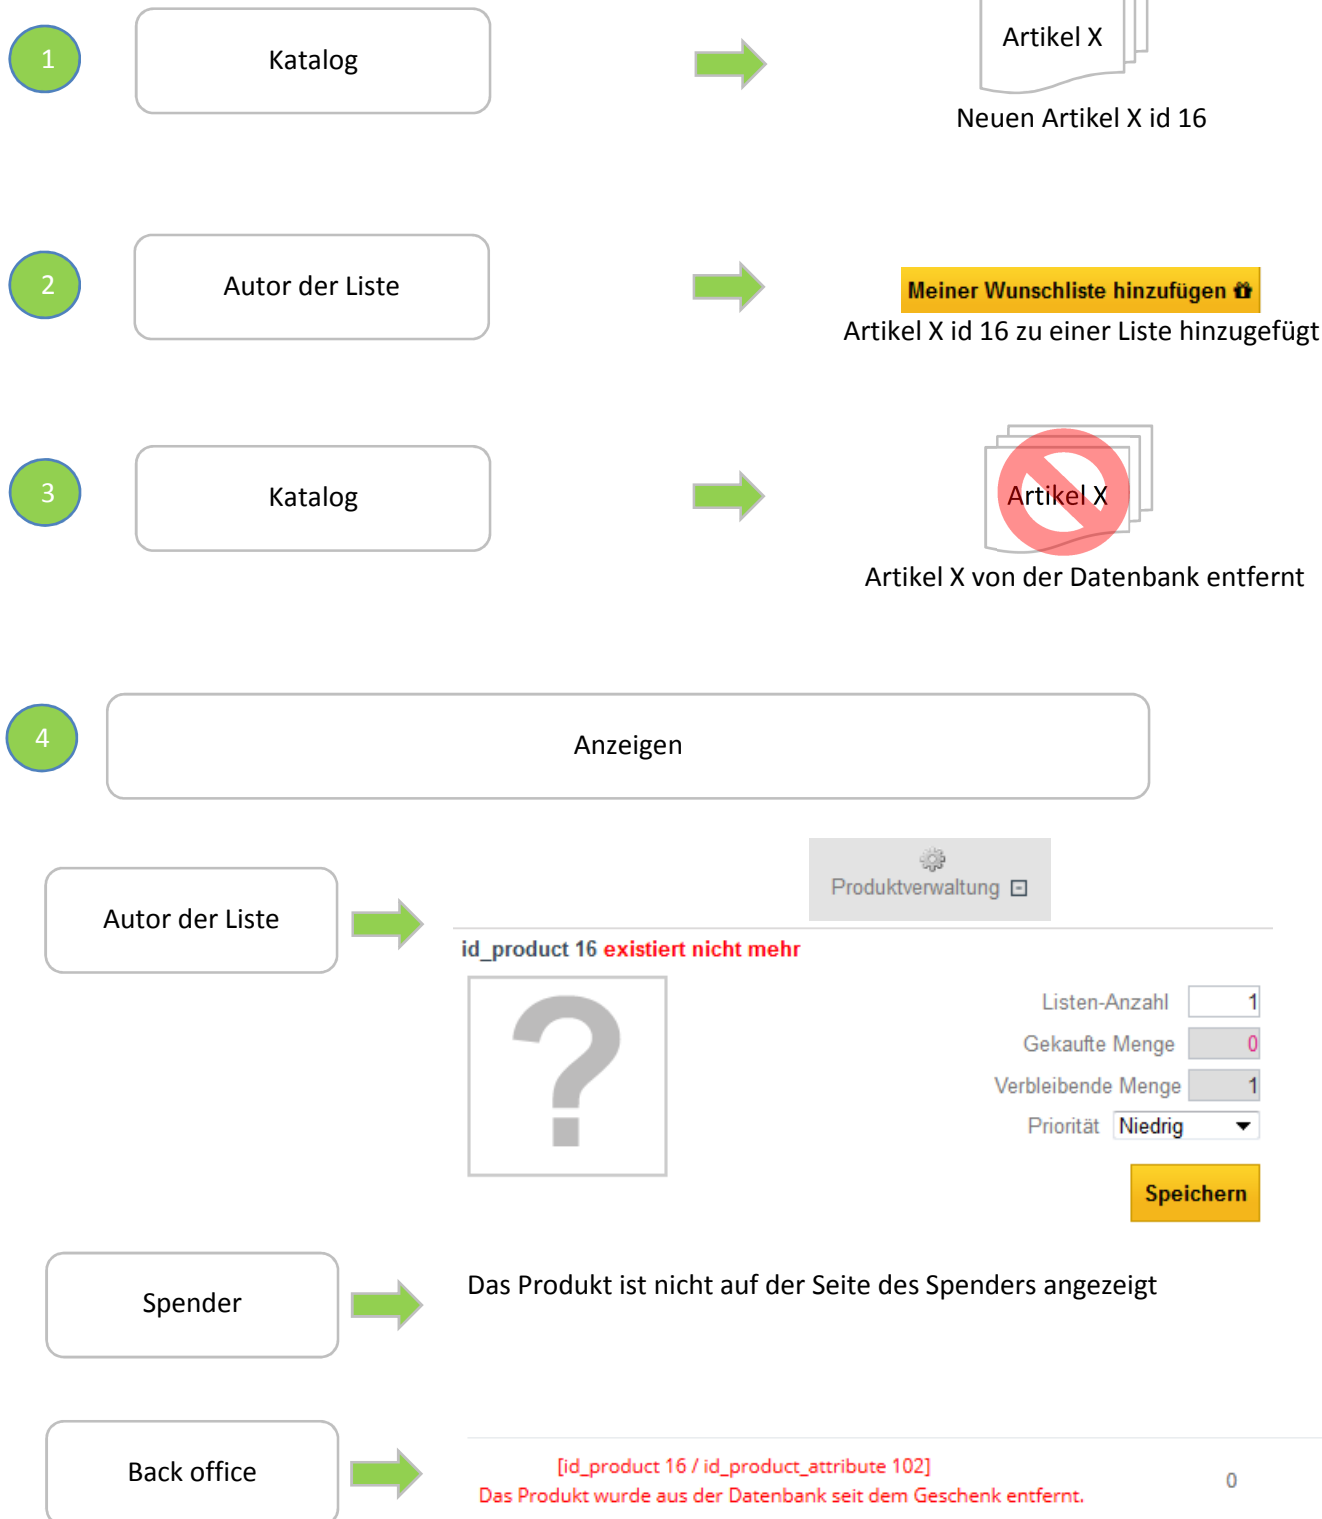 1
Katalog
Artikel X
Neuen Artikel X id 16
2
Autor der Liste
Meiner Wunschliste hinzufügen
Artikel X id 16 zu einer Liste hinzugefügt
3
Katalog
Artikel X
Artikel X von der Datenbank entfernt
4
Anzeigen
Autor der Liste
Produktverwaltung
id_product 16 existiert nicht mehr
?
Listen-Anzahl 1
Gekaufte Menge 0
Verbleibende Menge 1
Priorität Niedrig
Speichern
Spender
Das Produkt ist nicht auf der Seite des Spenders angezeigt
Back office
[id_product 16 / id_product_attribute 102]
Das Produkt wurde aus der Datenbank seit dem Geschenk entfernt.
0